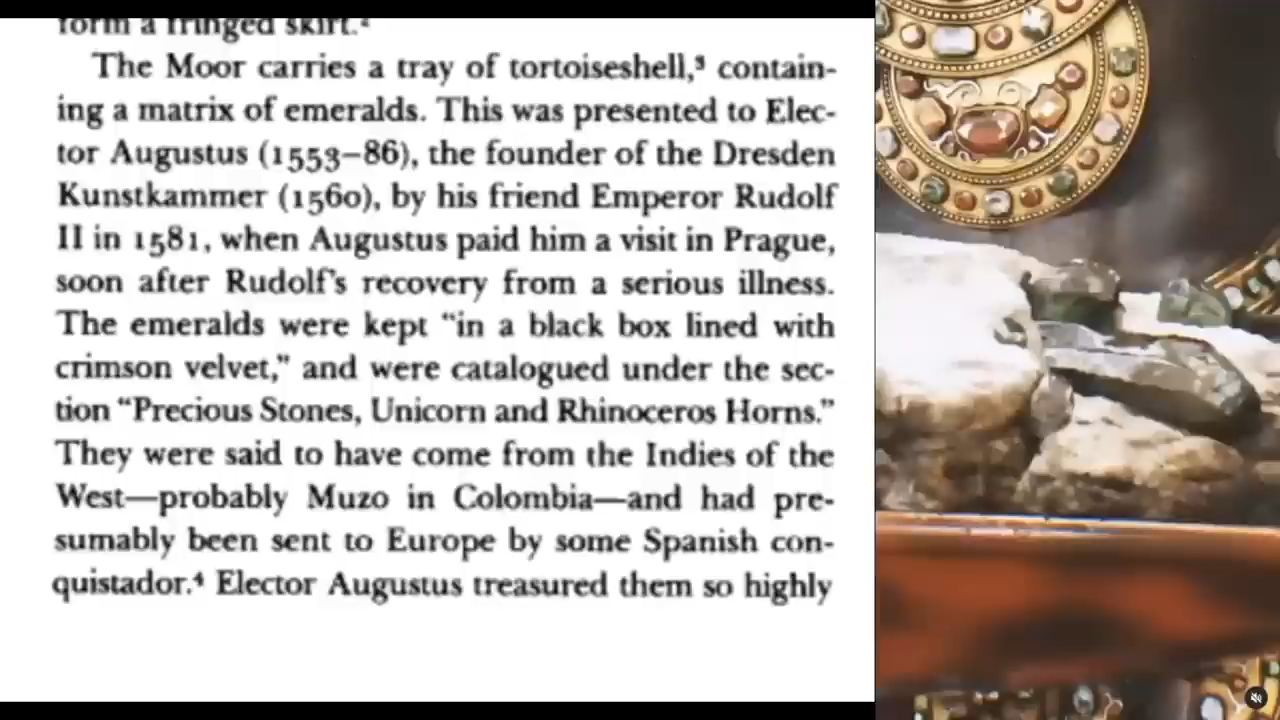 form a fringed skirt.²
The Moor carries a tray of tortoiseshell,³ contain-
ing a matrix of emeralds. This was presented to Elec-
tor Augustus (1553–86), the founder of the Dresden
Kunstkammer (1560), by his friend Emperor Rudolf
II in 1581, when Augustus paid him a visit in Prague,
soon after Rudolf's recovery from a serious illness.
The emeralds were kept “in a black box lined with
crimson velvet,” and were catalogued under the sec-
tion “Precious Stones, Unicorn and Rhinoceros Horns.”
They were said to have come from the Indies of the
West—probably Muzo in Colombia—and had pre-
sumably been sent to Europe by some Spanish con-
quistador.⁴ Elector Augustus treasured them so highly